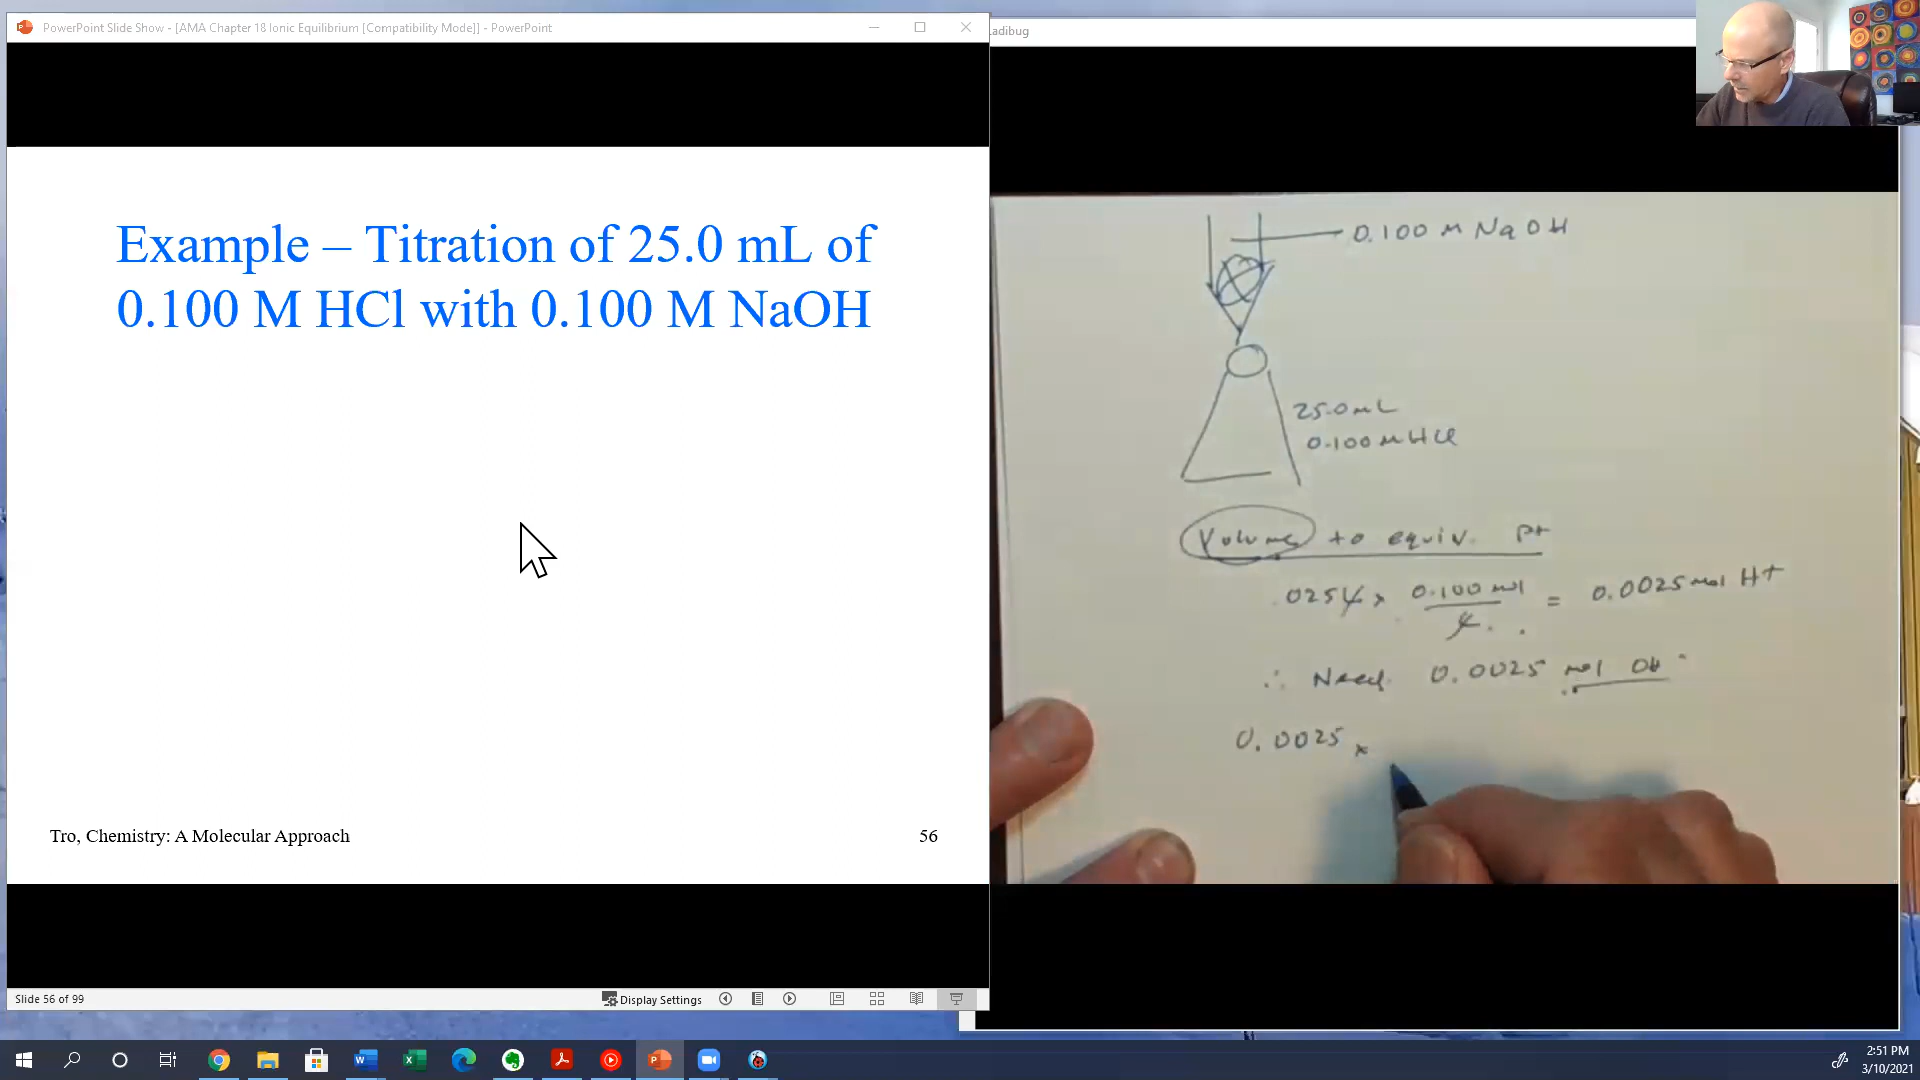 PowerPoint Slide Show - [AMA Chapter 18 Ionic Equilibrium [Compatibility Mode]] - PowerPoint
Ladibug
Example – Titration of 25.0 mL of
0.100 M HCl with 0.100 M NaOH
Tro, Chemistry: A Molecular Approach
56
Slide 56 of 99
Display Settings
0.100 M NaOH
25.0 mL
0.100 M HCl
Volume to equiv. pt
.025 L x 0.100 mol / L = 0.0025 mol H+
∴ Need 0.0025 mol OH-
0.0025 x
2:51 PM
3/10/2021